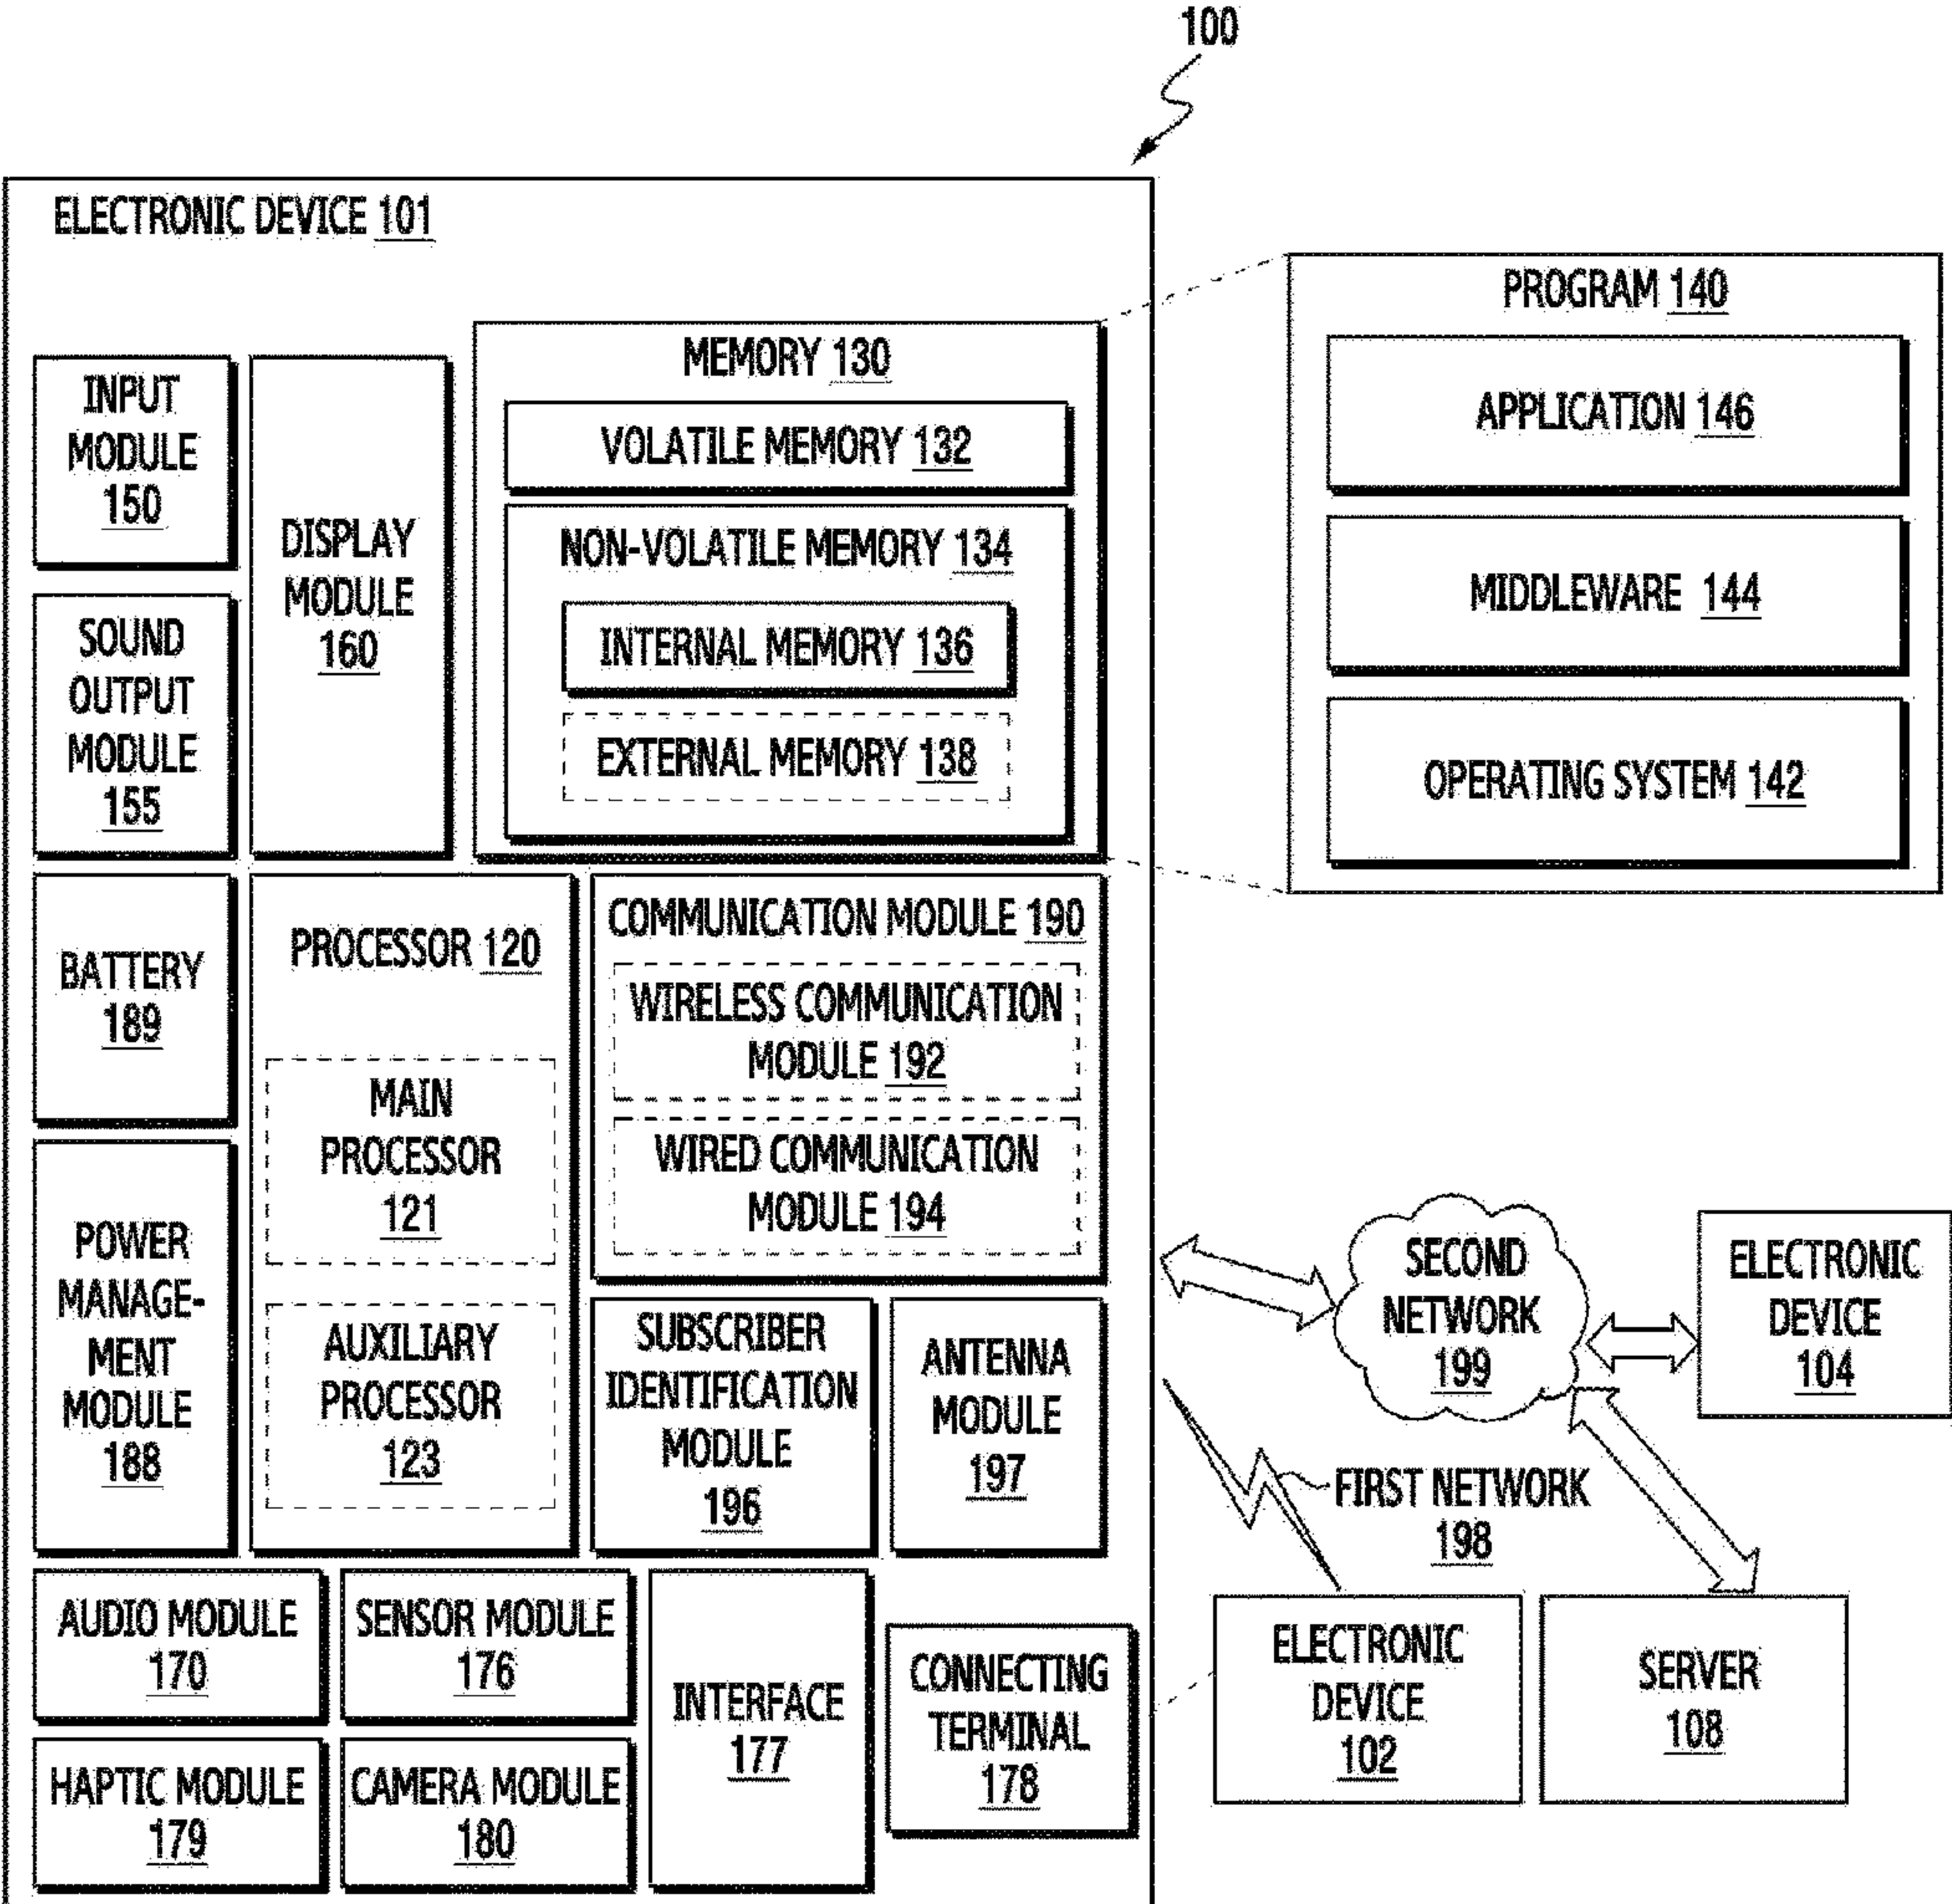 100
ELECTRONIC DEVICE 101
PROGRAM 140
APPLICATION 146
MIDDLEWARE 144
OPERATING SYSTEM 142
INPUT
MODULE
150
SOUND
OUTPUT
MODULE
155
DISPLAY
MODULE
160
MEMORY 130
VOLATILE MEMORY 132
NON-VOLATILE MEMORY 134
INTERNAL MEMORY 136
EXTERNAL MEMORY 138
BATTERY
189
POWER
MANAGE-
MENT
MODULE
188
PROCESSOR 120
MAIN
PROCESSOR
121
AUXILIARY
PROCESSOR
123
COMMUNICATION MODULE 190
WIRELESS COMMUNICATION
MODULE 192
WIRED COMMUNICATION
MODULE 194
SUBSCRIBER
IDENTIFICATION
MODULE
196
ANTENNA
MODULE
197
SECOND
NETWORK
199
ELECTRONIC
DEVICE
104
FIRST NETWORK
198
AUDIO MODULE
170
SENSOR MODULE
176
HAPTIC MODULE
179
CAMERA MODULE
180
INTERFACE
177
CONNECTING
TERMINAL
178
ELECTRONIC
DEVICE
102
SERVER
108